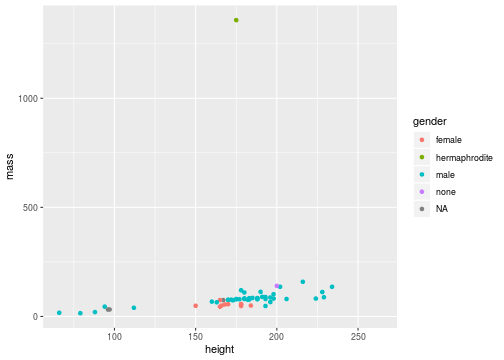 1000
500
0
mass
100
150
200
250
height
gender
female
hermaphrodite
male
none
NA